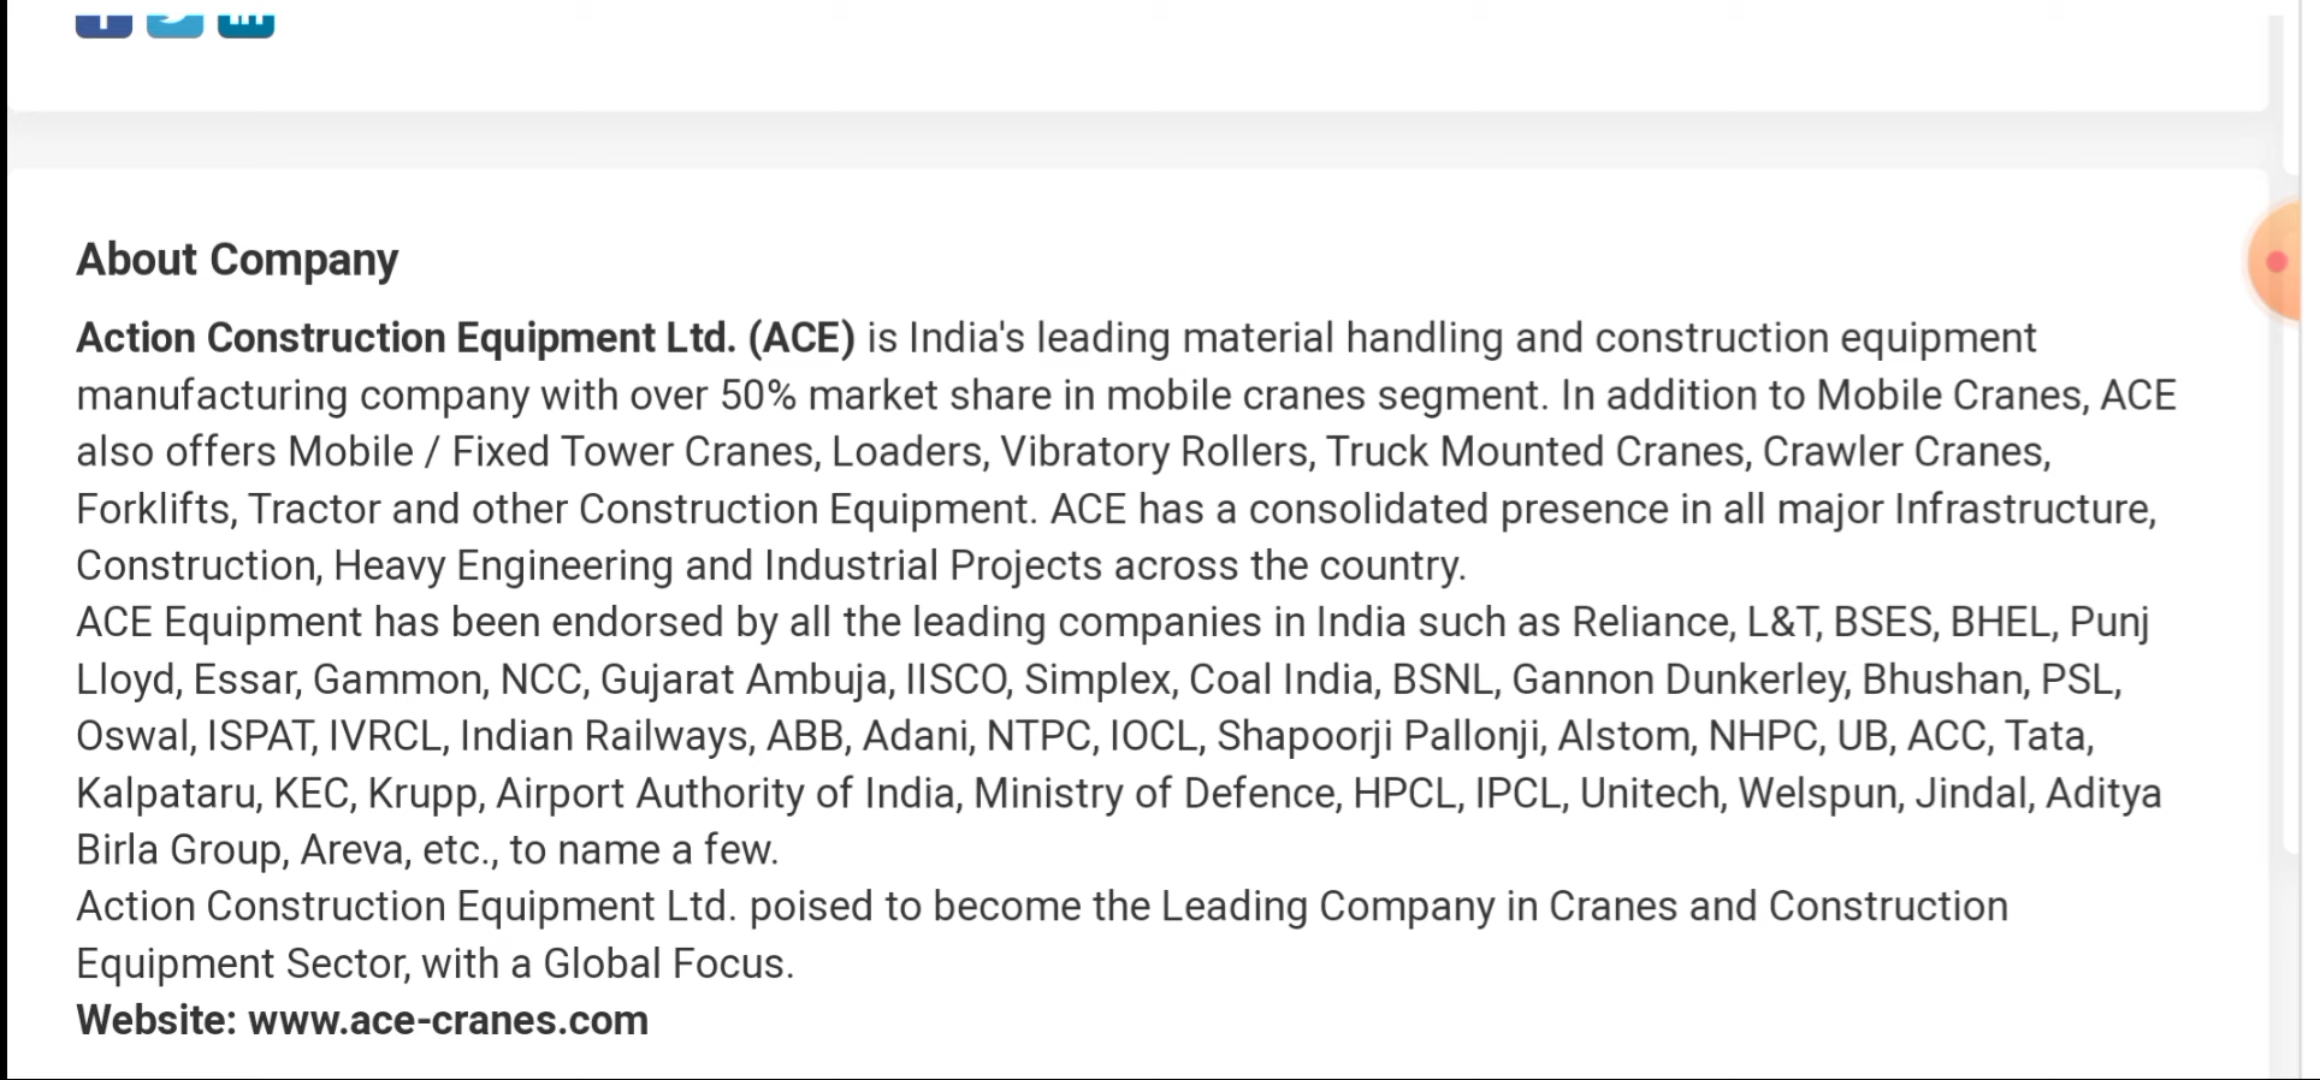 About Company
Action Construction Equipment Ltd. (ACE) is India's leading material handling and construction equipment
manufacturing company with over 50% market share in mobile cranes segment. In addition to Mobile Cranes, ACE
also offers Mobile / Fixed Tower Cranes, Loaders, Vibratory Rollers, Truck Mounted Cranes, Crawler Cranes,
Forklifts, Tractor and other Construction Equipment. ACE has a consolidated presence in all major Infrastructure,
Construction, Heavy Engineering and Industrial Projects across the country.
ACE Equipment has been endorsed by all the leading companies in India such as Reliance, L&T, BSES, BHEL, Punj
Lloyd, Essar, Gammon, NCC, Gujarat Ambuja, IISCO, Simplex, Coal India, BSNL, Gannon Dunkerley, Bhushan, PSL,
Oswal, ISPAT, IVRCL, Indian Railways, ABB, Adani, NTPC, IOCL, Shapoorji Pallonji, Alstom, NHPC, UB, ACC, Tata,
Kalpataru, KEC, Krupp, Airport Authority of India, Ministry of Defence, HPCL, IPCL, Unitech, Welspun, Jindal, Aditya
Birla Group, Areva, etc., to name a few.
Action Construction Equipment Ltd. poised to become the Leading Company in Cranes and Construction
Equipment Sector, with a Global Focus.
Website: www.ace-cranes.com